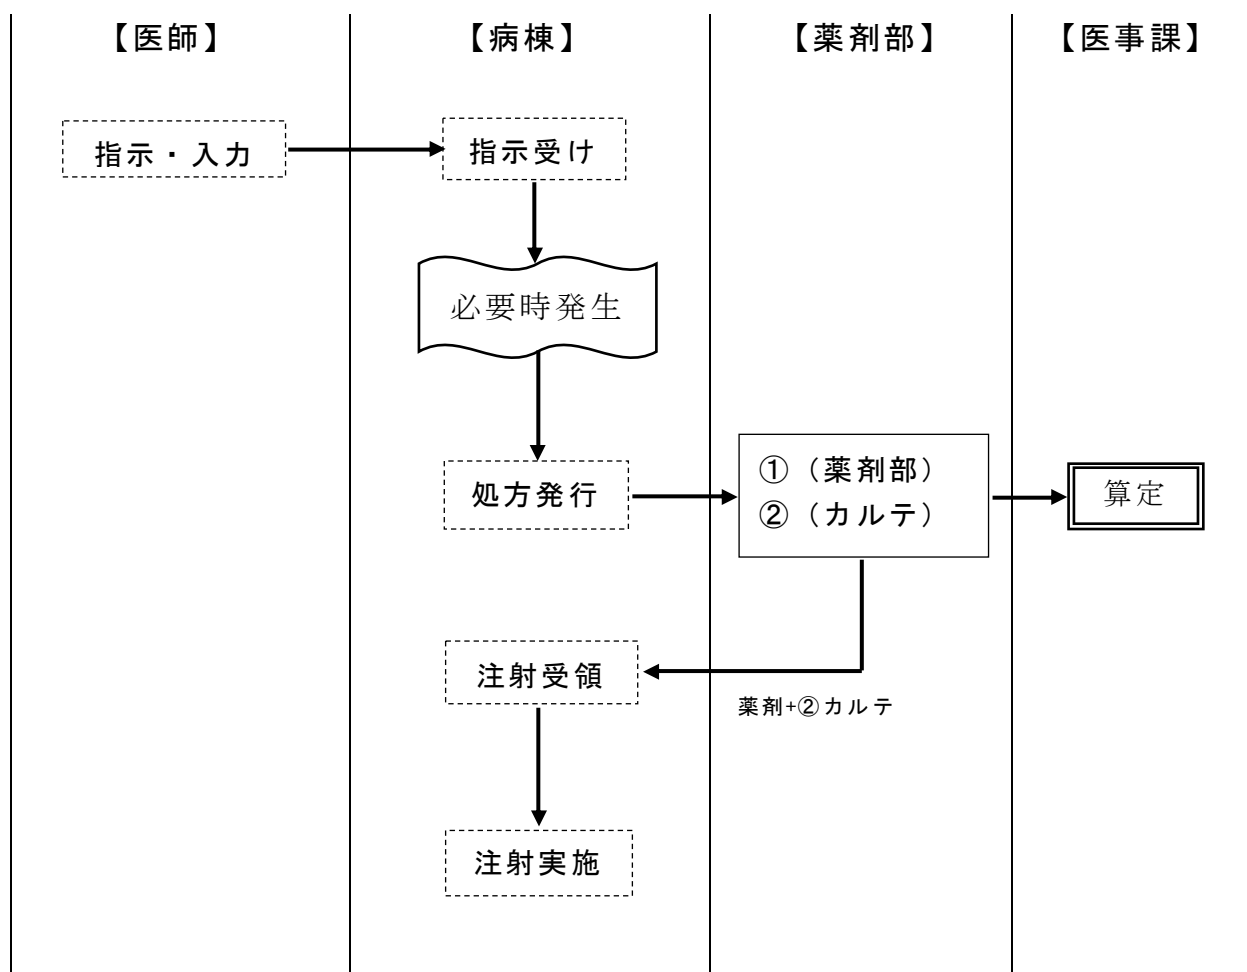 【医師】
【病棟】
【薬剤部】
【医事課】
指示・入力
指示受け
必要時発生
処方発行
①（薬剤部）
②（カルテ）
算定
注射受領
薬剤+②カルテ
注射実施